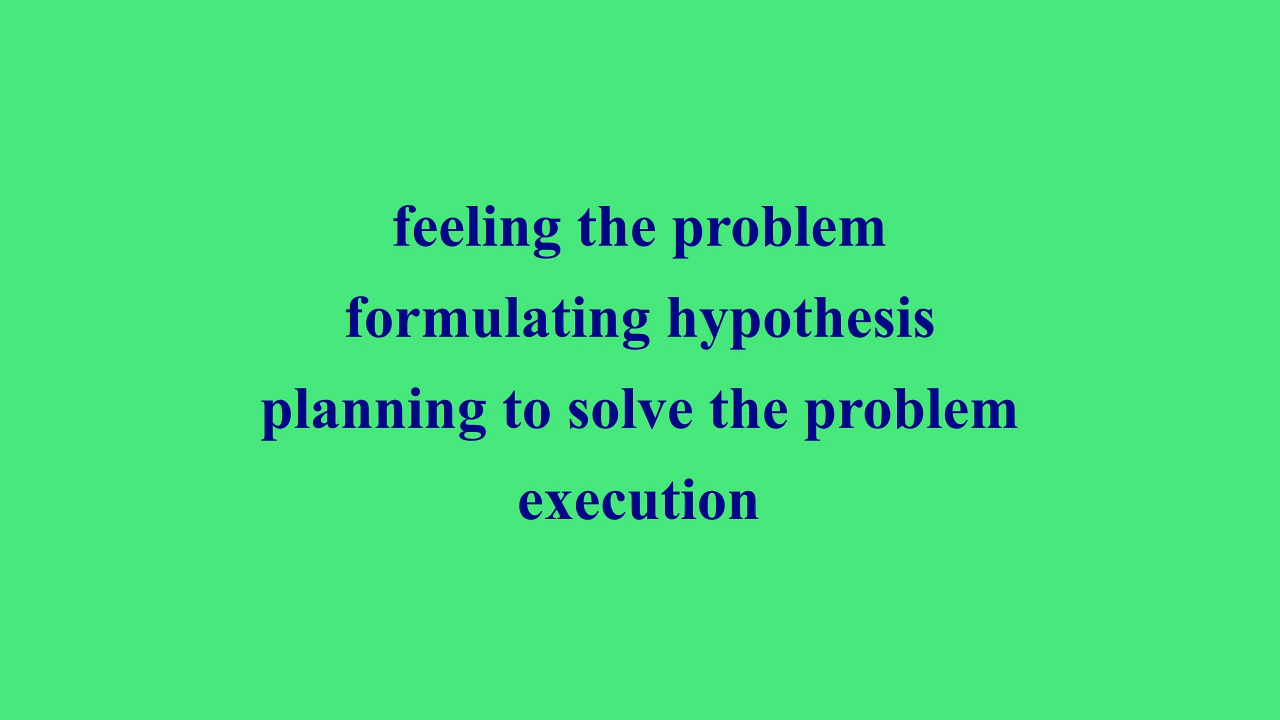 feeling the problem
formulating hypothesis
planning to solve the problem
execution